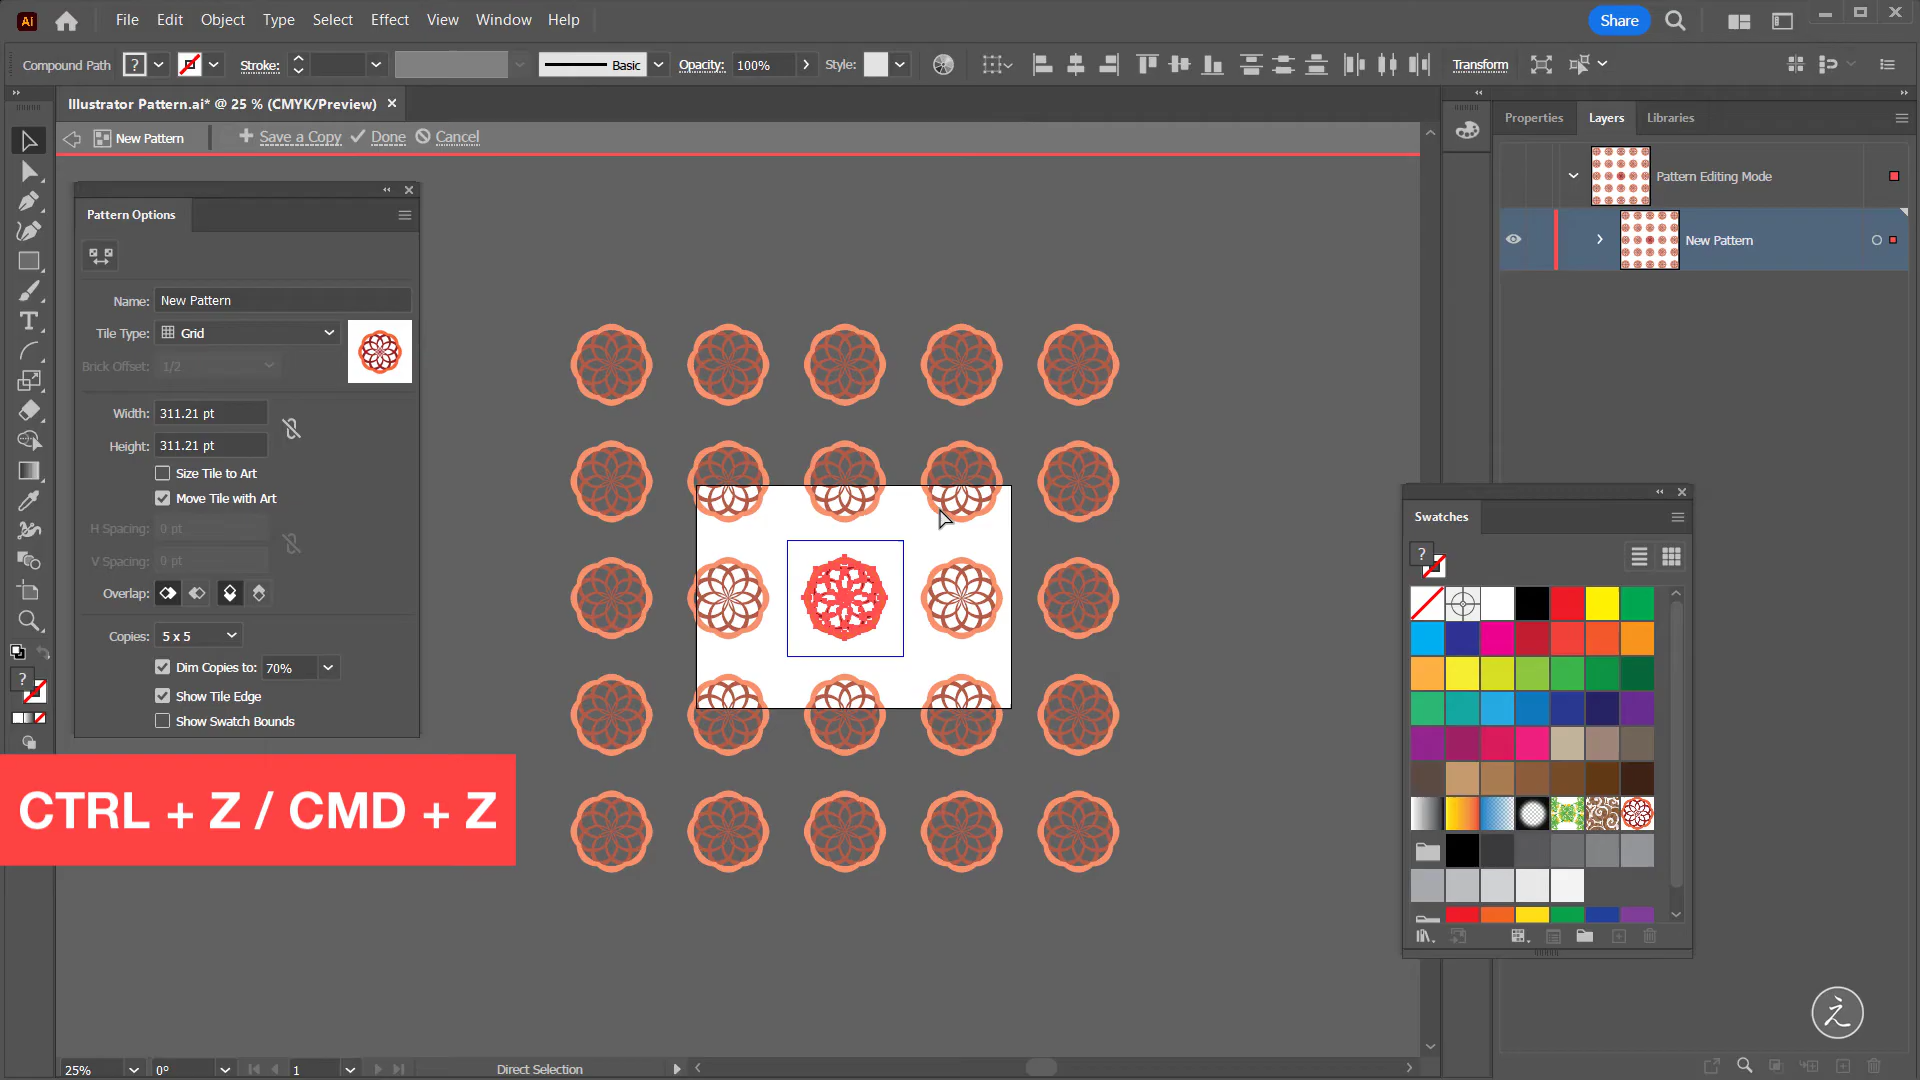 Ai
File Edit Object Type Select Effect View Window Help
Share
Compound Path ? Stroke: Basic Opacity: 100% Style: Transform
Illustrator Pattern.ai* @ 25 % (CMYK/Preview)
New Pattern Save a Copy Done Cancel
Pattern Options
Name: New Pattern
Tile Type: Grid
Brick Offset: 1/2
Width: 311.21 pt
Height: 311.21 pt
Size Tile to Art
Move Tile with Art
H Spacing: 0 pt
V Spacing: 0 pt
Overlap:
Copies: 5 x 5
Dim Copies to: 70%
Show Tile Edge
Show Swatch Bounds
?
CTRL + Z / CMD + Z
25% 0° 1 Direct Selection
Properties Layers Libraries
Pattern Editing Mode
New Pattern
Swatches
?
之